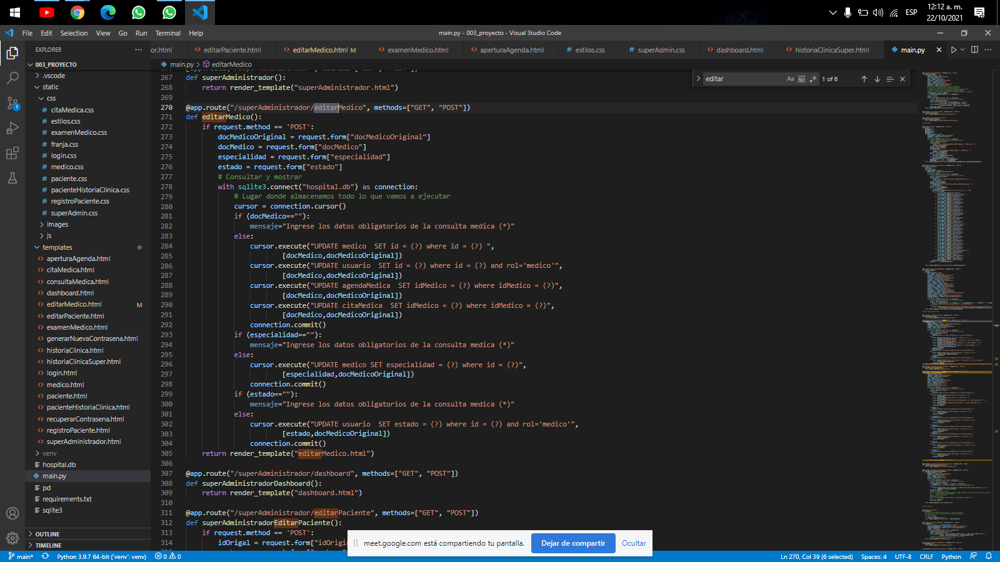 12:12 a. m.
ESP
22/10/2021
File Edit Selection View Go Run Terminal Help
main.py - 003_proyecto - Visual Studio Code
EXPLORER
or.html editarPaciente.html editarMedico.html M examenMedico.html aperturaAgenda.html estilos.css superAdmin.css dashboard.html historiaClinicaSuper.html main.py
003_PROYECTO
.vscode
static
css
citaMedica.css
estilos.css
examenMedico.css
franja.css
login.css
medico.css
paciente.css
pacienteHistoriaClinica.css
registroPaciente.css
superAdmin.css
images
js
templates
aperturaAgenda.html
citaMedica.html
consultaMedica.html
dashboard.html
editarMedico.html M
editarPaciente.html
examenMedico.html
generarNuevaContrasena.html
historiaClinica.html
historiaClinicaSuper.html
login.html
medico.html
paciente.html
pacienteHistoriaClinica.html
recuperarContrasena.html
registroPaciente.html
superAdministrador.html
venv
hospital.db
main.py
pd
requirements.txt
sqlite3
OUTLINE
TIMELINE
main.py > editarMedico
editar
1 of 6
267 def superAdministrador():
268 return render_template("superAdministrador.html")
269
270 @app.route("/superAdministrador/editarMedico", methods=["GET", "POST"])
271 def editarMedico():
272 if request.method == 'POST':
273 docMedicoOriginal = request.form["docMedicoOriginal"]
274 docMedico = request.form["docMedico"]
275 especialidad = request.form["especialidad"]
276 estado = request.form["estado"]
277 # Consultar y mostrar
278 with sqlite3.connect("hospital.db") as connection:
279 # Lugar donde almacenamos todo lo que vamos a ejecutar
280 cursor = connection.cursor()
281 if (docMedico==""):
282 mensaje="Ingrese los datos obligatorios de la consulta medica (*)"
283 else:
284 cursor.execute("UPDATE medico  SET id = (?) where id = (?) ",
285 [docMedico,docMedicoOriginal])
286 cursor.execute("UPDATE usuario  SET id = (?) where id = (?) and rol='medico'",
287 [docMedico,docMedicoOriginal])
288 cursor.execute("UPDATE agendaMedica  SET idMedico = (?) where idMedico = (?)",
289 [docMedico,docMedicoOriginal])
290 cursor.execute("UPDATE citaMedica  SET idMedico = (?) where idMedico = (?)",
291 [docMedico,docMedicoOriginal])
292 connection.commit()
293 if (especialidad==""):
294 mensaje="Ingrese los datos obligatorios de la consulta medica (*)"
295 else:
296 cursor.execute("UPDATE medico SET especialidad = (?) where id = (?)",
297 [especialidad,docMedicoOriginal])
298 connection.commit()
299 if (estado==""):
300 mensaje="Ingrese los datos obligatorios de la consulta medica (*)"
301 else:
302 cursor.execute("UPDATE usuario  SET estado = (?) where id = (?) and rol='medico'",
303 [estado,docMedicoOriginal])
304 connection.commit()
305 return render_template("editarMedico.html")
306
307 @app.route("/superAdministrador/dashboard", methods=["GET", "POST"])
308 def superAdministradorDashboard():
309 return render_template("dashboard.html")
310
311 @app.route("/superAdministrador/editarPaciente", methods=["GET", "POST"])
312 def superAdministradorEditarPaciente():
313 if request.method == 'POST':
314 idOrigal = request.form["idOrigin
meet.google.com está compartiendo tu pantalla. Dejar de compartir Ocultar
main* Python 3.9.7 64-bit ('venv': venv) 0 0 Ln 270, Col 39 (6 selected) Spaces: 4 UTF-8 CRLF Python